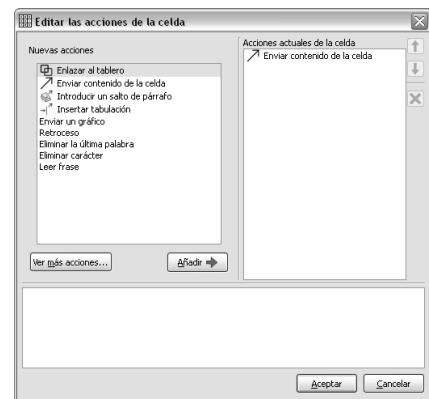 Editar las acciones de la celda
Nuevas acciones
Enlazar al tablero
Enviar contenido de la celda
Introducir un salto de párrafo
Insertar tabulación
Enviar un gráfico
Retroceso
Eliminar la última palabra
Eliminar carácter
Leer frase
Ver más acciones...
Añadir
Acciones actuales de la celda
Enviar contenido de la celda
Aceptar
Cancelar